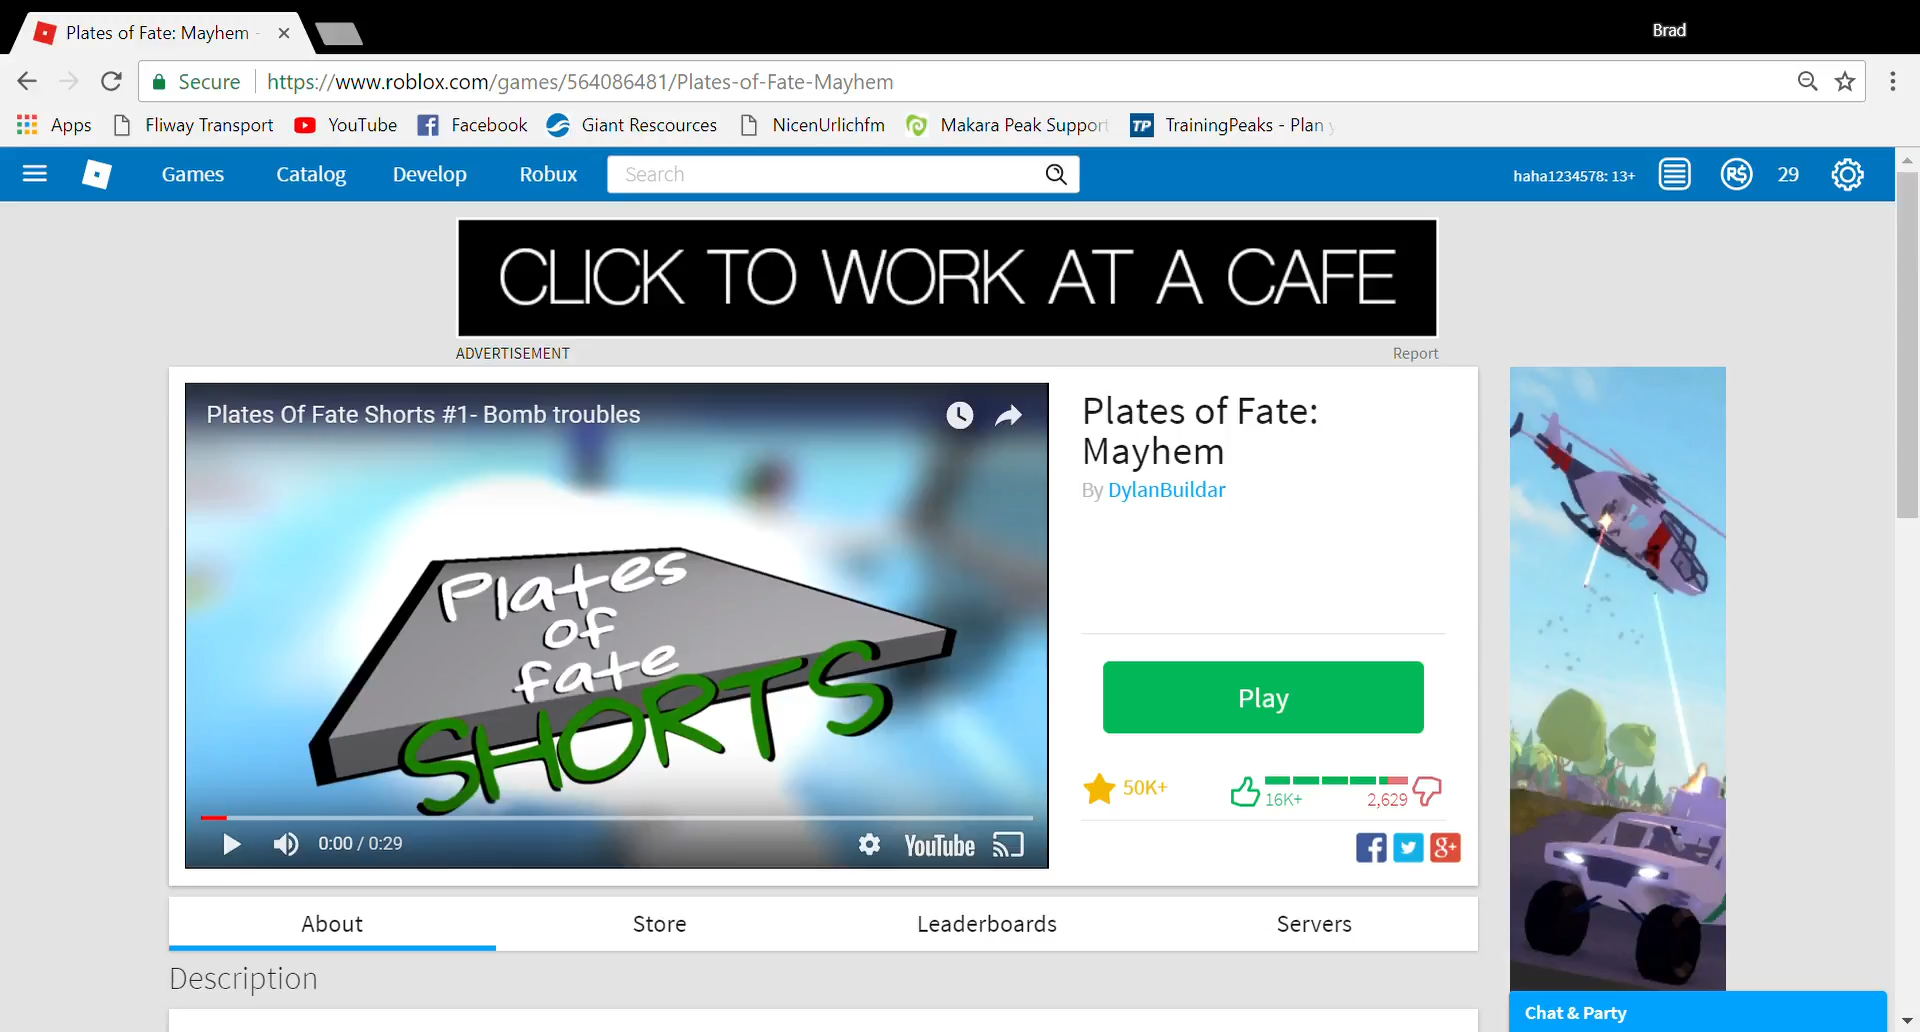 Plates of Fate: Mayhem -
Brad
Secure https://www.roblox.com/games/564086481/Plates-of-Fate-Mayhem
Apps Fliway Transport YouTube Facebook Giant Rescources NicenUrlichfm Makara Peak Support TP TrainingPeaks - Plan y
Games Catalog Develop Robux Search haha1234578: 13+ R$ 29
CLICK TO WORK AT A CAFE
ADVERTISEMENT Report
Plates Of Fate Shorts #1- Bomb troubles
Plates
of
fate
SHORTS
0:00 / 0:29 YouTube
Plates of Fate:
Mayhem
By DylanBuildar
Play
50K+ 16K+ 2,629
f g+
About Store Leaderboards Servers
Description
Chat & Party